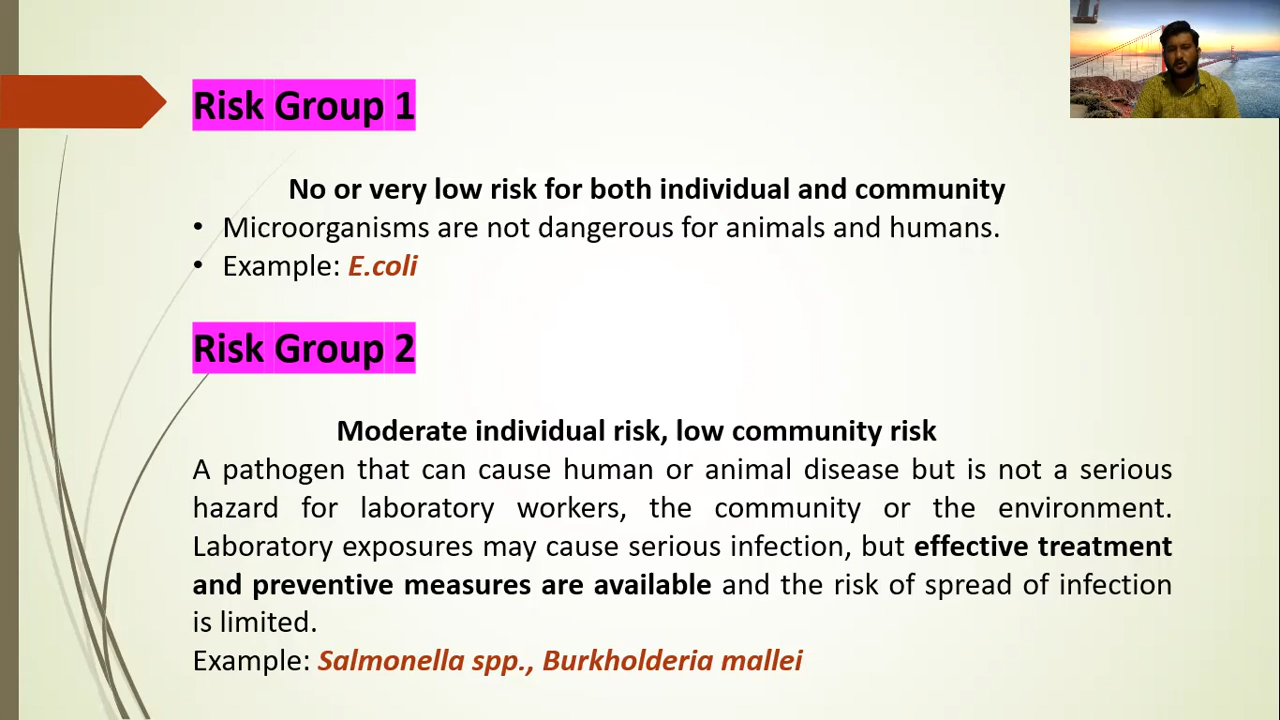 Risk Group 1
No or very low risk for both individual and community
• Microorganisms are not dangerous for animals and humans.
• Example: E.coli
Risk Group 2
Moderate individual risk, low community risk
A pathogen that can cause human or animal disease but is not a serious
hazard for laboratory workers, the community or the environment.
Laboratory exposures may cause serious infection, but effective treatment
and preventive measures are available and the risk of spread of infection
is limited.
Example: Salmonella spp., Burkholderia mallei